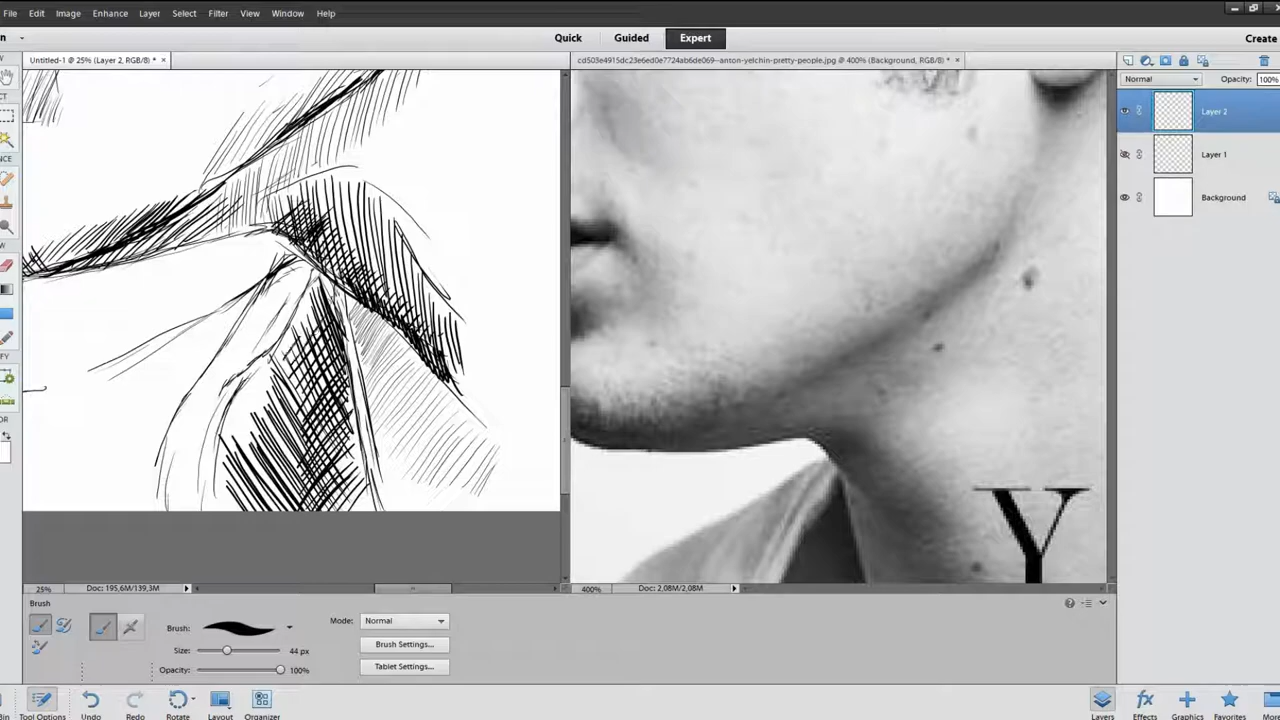 File Edit Image Enhance Layer Select Filter View Window Help
Quick Guided Expert Create
Untitled-1 @ 25% (Layer 2, RGB/8) *
cd503e4915dc23e6ed0e7724ab6de069--anton-yelchin-pretty-people.jpg @ 400% (Background, RGB/8) *
Normal Opacity: 100%
Layer 2
Layer 1
Background
Y
25% Doc: 195,6M/139,3M
400% Doc: 2,08M/2,08M
Brush
Brush:
Size: 44 px
Opacity: 100%
Mode: Normal
Brush Settings...
Tablet Settings...
Tool Options Undo Redo Rotate Layout Organizer
Layers Effects Graphics Favorites